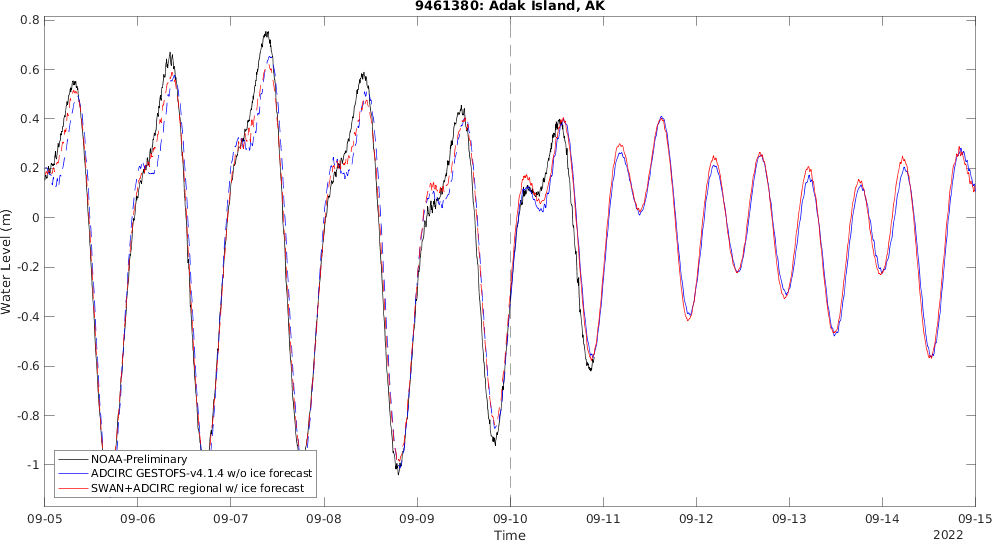 9461380: Adak Island, AK
0.8
0.6
0.4
0.2
0
-0.2
-0.4
-0.6
-0.8
-1
Water Level (m)
NOAA-Preliminary
ADCIRC GESTOFS-v4.1.4 w/o ice forecast
SWAN+ADCIRC regional w/ ice forecast
09-05 09-06 09-07 09-08 09-09 09-10 09-11 09-12 09-13 09-14 09-15
Time
2022